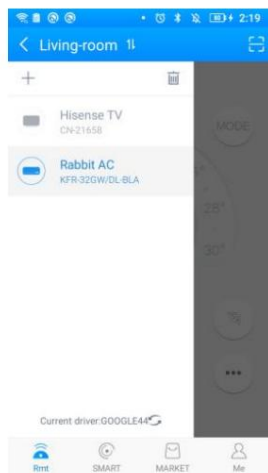 2:19
Living-room
Hisense TV
CN-21658
Rabbit AC
KFR-32GW/DL-BLA
MODE
28°
30°
Current driver:GOOGLE44
Rmt
SMART
MARKET
Me